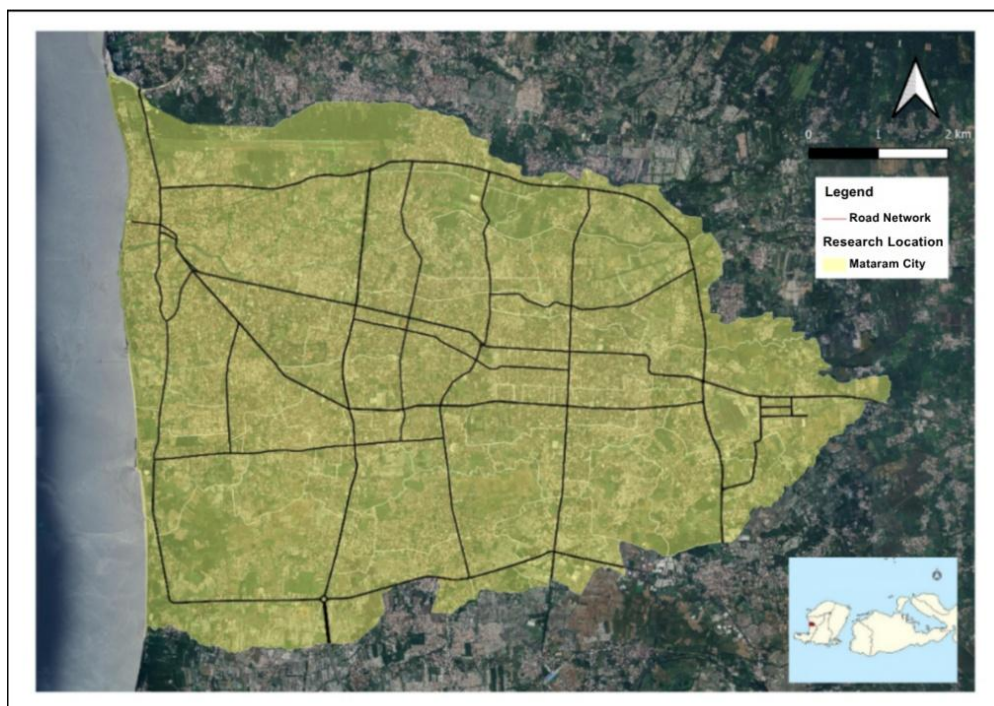 0 1 2 km
Legend
Road Network
Research Location
Mataram City